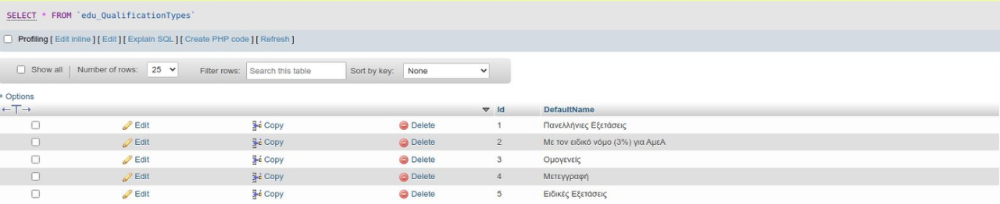 SELECT * FROM `edu_QualificationTypes`
Profiling [ Edit inline ] [ Edit ] [ Explain SQL ] [ Create PHP code ] [ Refresh ]
Show all | Number of rows: 25 Filter rows: Search this table Sort by key: None
+ Options
←T→ Id DefaultName
Edit Copy Delete 1 Πανελλήνιες Εξετάσεις
Edit Copy Delete 2 Με τον ειδικό νόμο (3%) για ΑμεΑ
Edit Copy Delete 3 Ομογενείς
Edit Copy Delete 4 Μετεγγραφή
Edit Copy Delete 5 Ειδικές Εξετάσεις